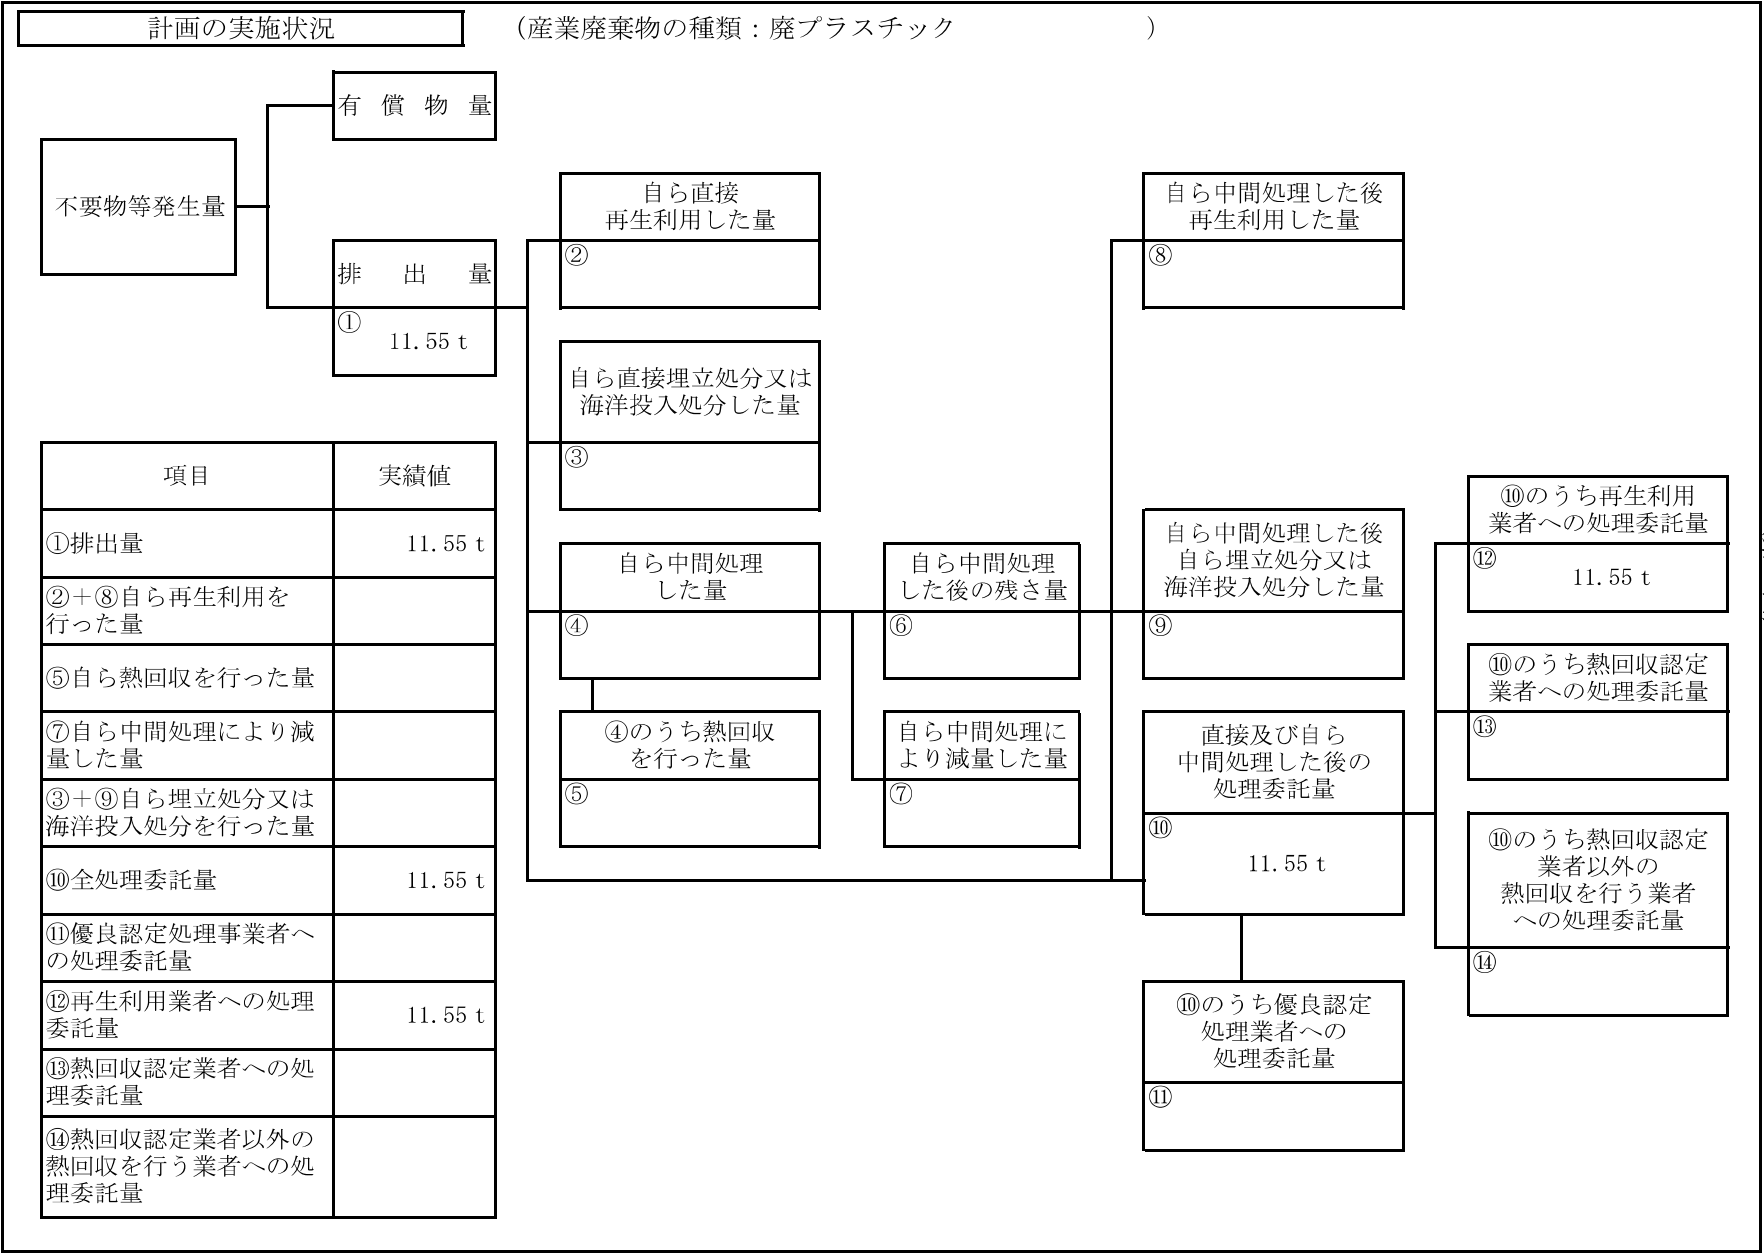 計画の実施状況
（産業廃棄物の種類：廃プラスチック　　　　　　　）
有償物量
不要物等発生量
排出量
①
11.55 t
自ら直接
再生利用した量
②
自ら直接埋立処分又は
海洋投入処分した量
③
自ら中間処理
した量
④
④のうち熱回収
を行った量
⑤
自ら中間処理
した後の残さ量
⑥
自ら中間処理に
より減量した量
⑦
自ら中間処理した後
再生利用した量
⑧
自ら中間処理した後
自ら埋立処分又は
海洋投入処分した量
⑨
直接及び自ら
中間処理した後の
処理委託量
⑩
11.55 t
⑩のうち優良認定
処理業者への
処理委託量
⑪
⑩のうち再生利用
業者への処理委託量
⑫
11.55 t
⑩のうち熱回収認定
業者への処理委託量
⑬
⑩のうち熱回収認定
業者以外の
熱回収を行う業者
への処理委託量
⑭
項目 実績値
①排出量 11.55 t
②＋⑧自ら再生利用を
行った量
⑤自ら熱回収を行った量
⑦自ら中間処理により減
量した量
③＋⑨自ら埋立処分又は
海洋投入処分を行った量
⑩全処理委託量 11.55 t
⑪優良認定処理事業者へ
の処理委託量
⑫再生利用業者への処理
委託量 11.55 t
⑬熱回収認定業者への処
理委託量
⑭熱回収認定業者以外の
熱回収を行う業者への処
理委託量